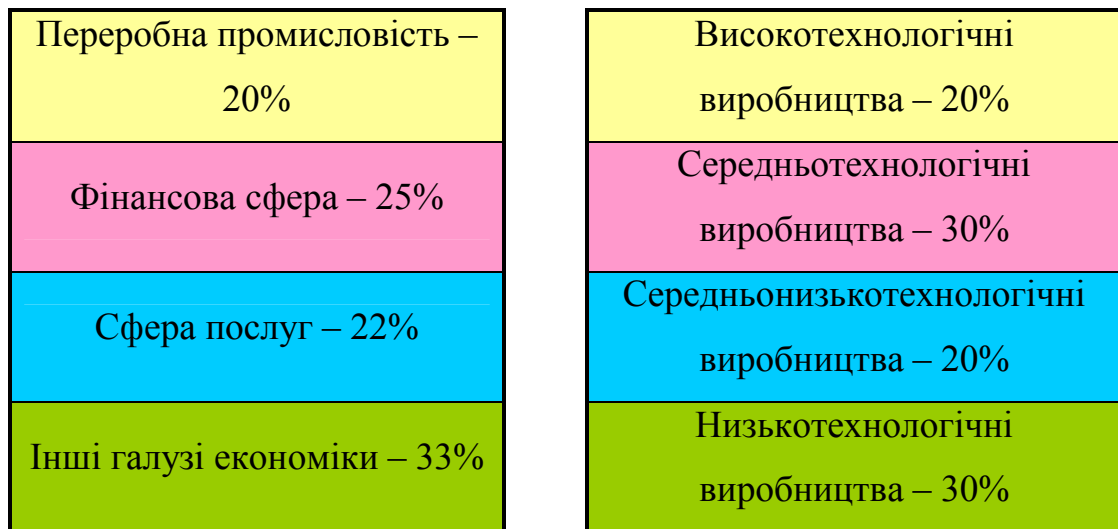 Переробна промисловість –
20%
Фінансова сфера – 25%
Сфера послуг – 22%
Інші галузі економіки – 33%
Високотехнологічні
виробництва – 20%
Середньотехнологічні
виробництва – 30%
Середньонизькотехнологічні
виробництва – 20%
Низькотехнологічні
виробництва – 30%